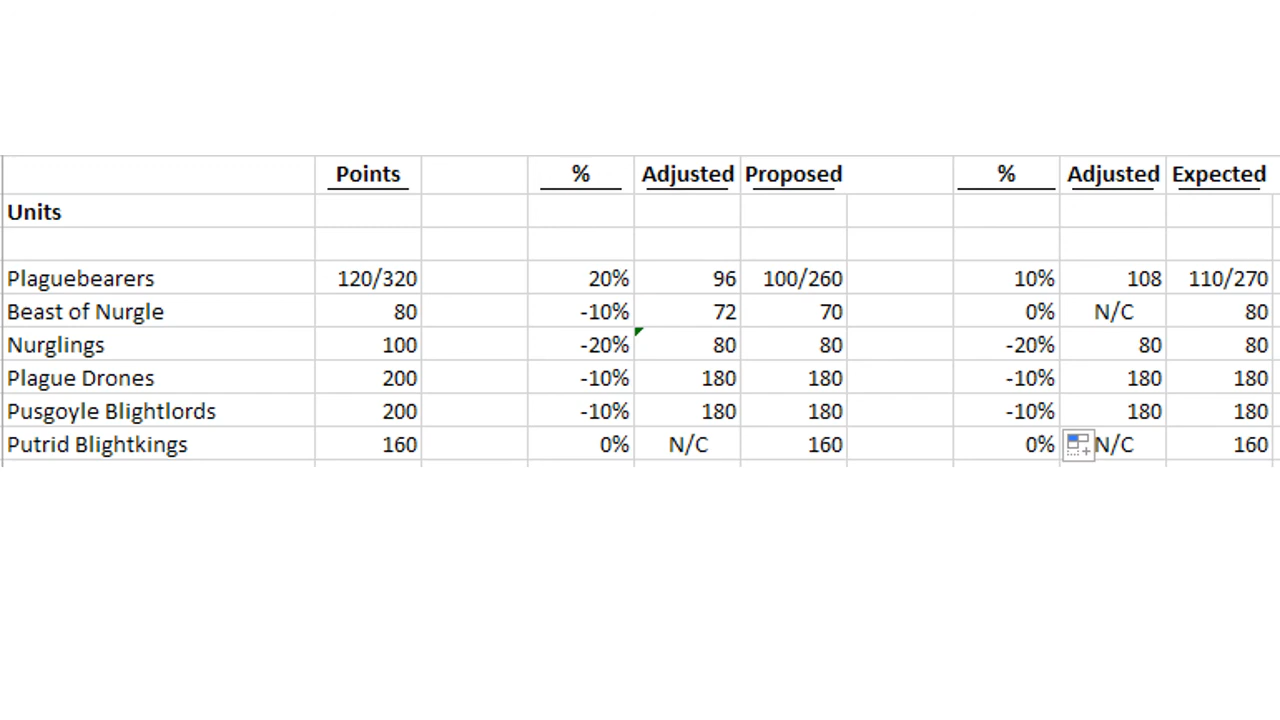 Points % Adjusted Proposed % Adjusted Expected
Units
Plaguebearers 120/320 20% 96 100/260 10% 108 110/270
Beast of Nurgle 80 -10% 72 70 0% N/C 80
Nurglings 100 -20% 80 80 -20% 80 80
Plague Drones 200 -10% 180 180 -10% 180 180
Pusgoyle Blightlords 200 -10% 180 180 -10% 180 180
Putrid Blightkings 160 0% N/C 160 0% N/C 160